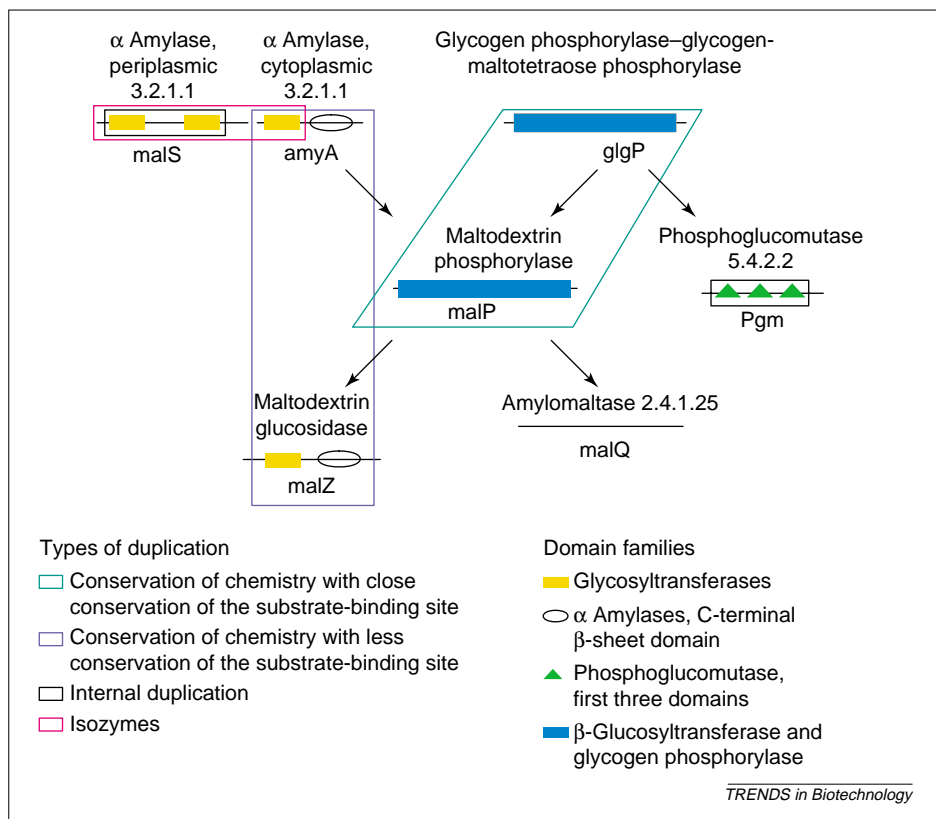 α Amylase,
periplasmic
3.2.1.1
malS
α Amylase,
cytoplasmic
3.2.1.1
amyA
Glycogen phosphorylase–glycogen-
maltotetraose phosphorylase
glgP
Maltodextrin
phosphorylase
malP
Phosphoglucomutase
5.4.2.2
Pgm
Maltodextrin
glucosidase
malZ
Amylomaltase 2.4.1.25
malQ
Types of duplication
Conservation of chemistry with close
conservation of the substrate-binding site
Conservation of chemistry with less
conservation of the substrate-binding site
Internal duplication
Isozymes
Domain families
Glycosyltransferases
α Amylases, C-terminal
β-sheet domain
Phosphoglucomutase,
first three domains
β-Glucosyltransferase and
glycogen phosphorylase
TRENDS in Biotechnology